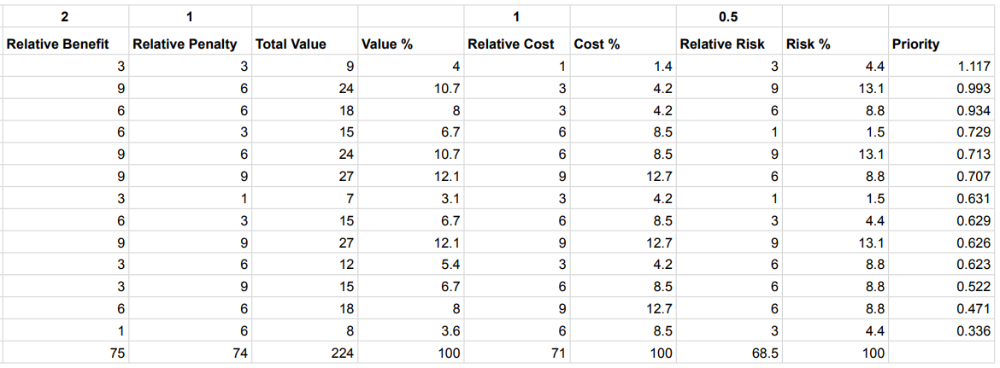 2 1 1 0.5
Relative Benefit Relative Penalty Total Value Value % Relative Cost Cost % Relative Risk Risk % Priority
3 3 9 4 1 1.4 3 4.4 1.117
9 6 24 10.7 3 4.2 9 13.1 0.993
6 6 18 8 3 4.2 6 8.8 0.934
6 3 15 6.7 6 8.5 1 1.5 0.729
9 6 24 10.7 6 8.5 9 13.1 0.713
9 9 27 12.1 9 12.7 6 8.8 0.707
3 1 7 3.1 3 4.2 1 1.5 0.631
6 3 15 6.7 6 8.5 3 4.4 0.629
9 9 27 12.1 9 12.7 9 13.1 0.626
3 6 12 5.4 3 4.2 6 8.8 0.623
3 9 15 6.7 6 8.5 6 8.8 0.522
6 6 18 8 9 12.7 6 8.8 0.471
1 6 8 3.6 6 8.5 3 4.4 0.336
75 74 224 100 71 100 68.5 100